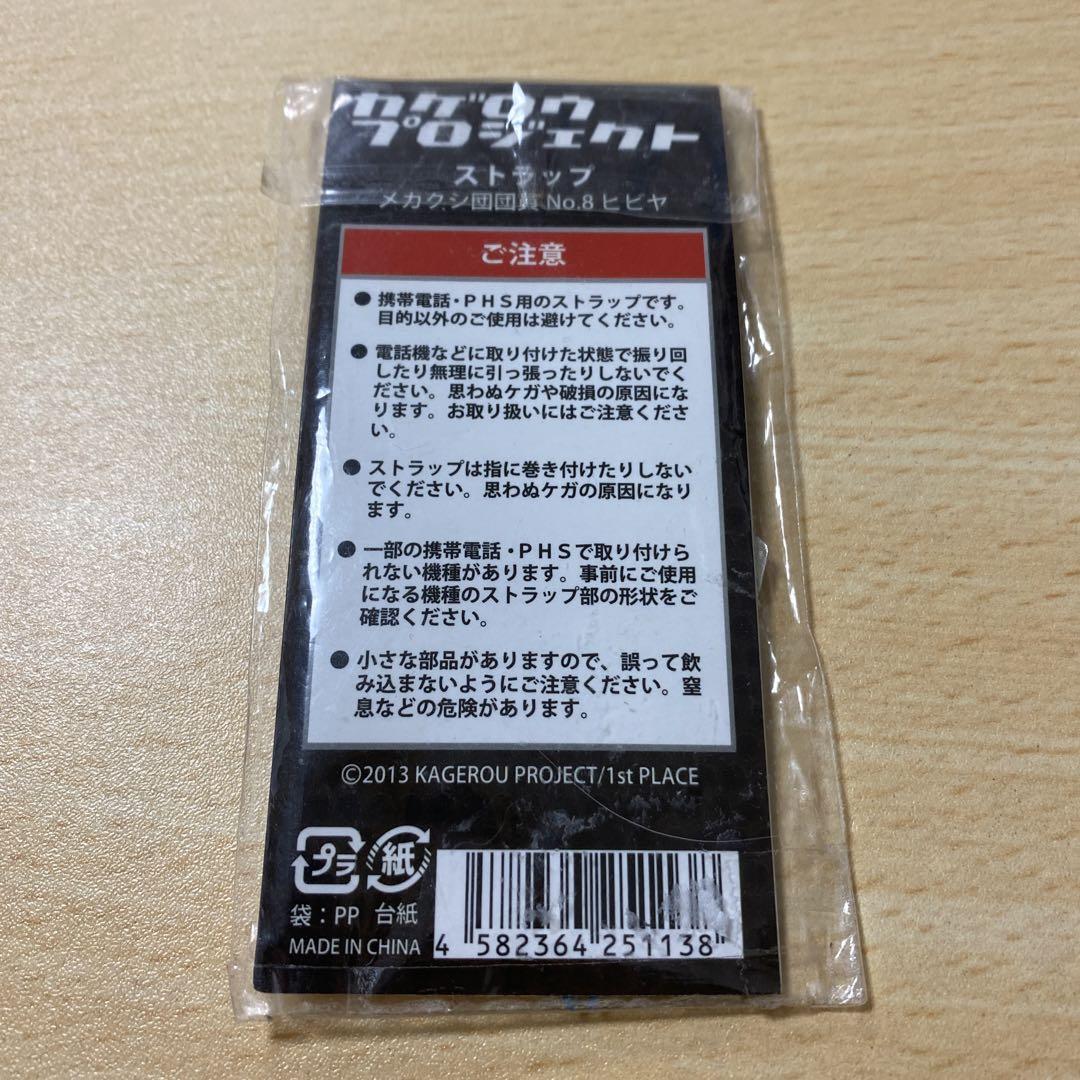 カゲロウ
プロジェクト
ストラップ
メカクシ団団員 No.8 ヒビヤ
ご注意
● 携帯電話・PHS用のストラップです。
目的以外のご使用は避けてください。
● 電話機などに取り付けた状態で振り回
したり無理に引っ張ったりしないでく
ださい。思わぬケガや破損の原因にな
ります。お取り扱いにはご注意くださ
い。
● ストラップは指に巻き付けたりしない
でください。思わぬケガの原因になり
ます。
● 一部の携帯電話・PHSで取り付けら
れない機種があります。事前にご使用
になる機種のストラップ部の形状をご
確認ください。
● 小さな部品がありますので、誤って飲
み込まないようにご注意ください。窒
息などの危険があります。
©2013 KAGEROU PROJECT/1st PLACE
プラ 紙
袋：PP 台紙
MADE IN CHINA
4 582364 251138